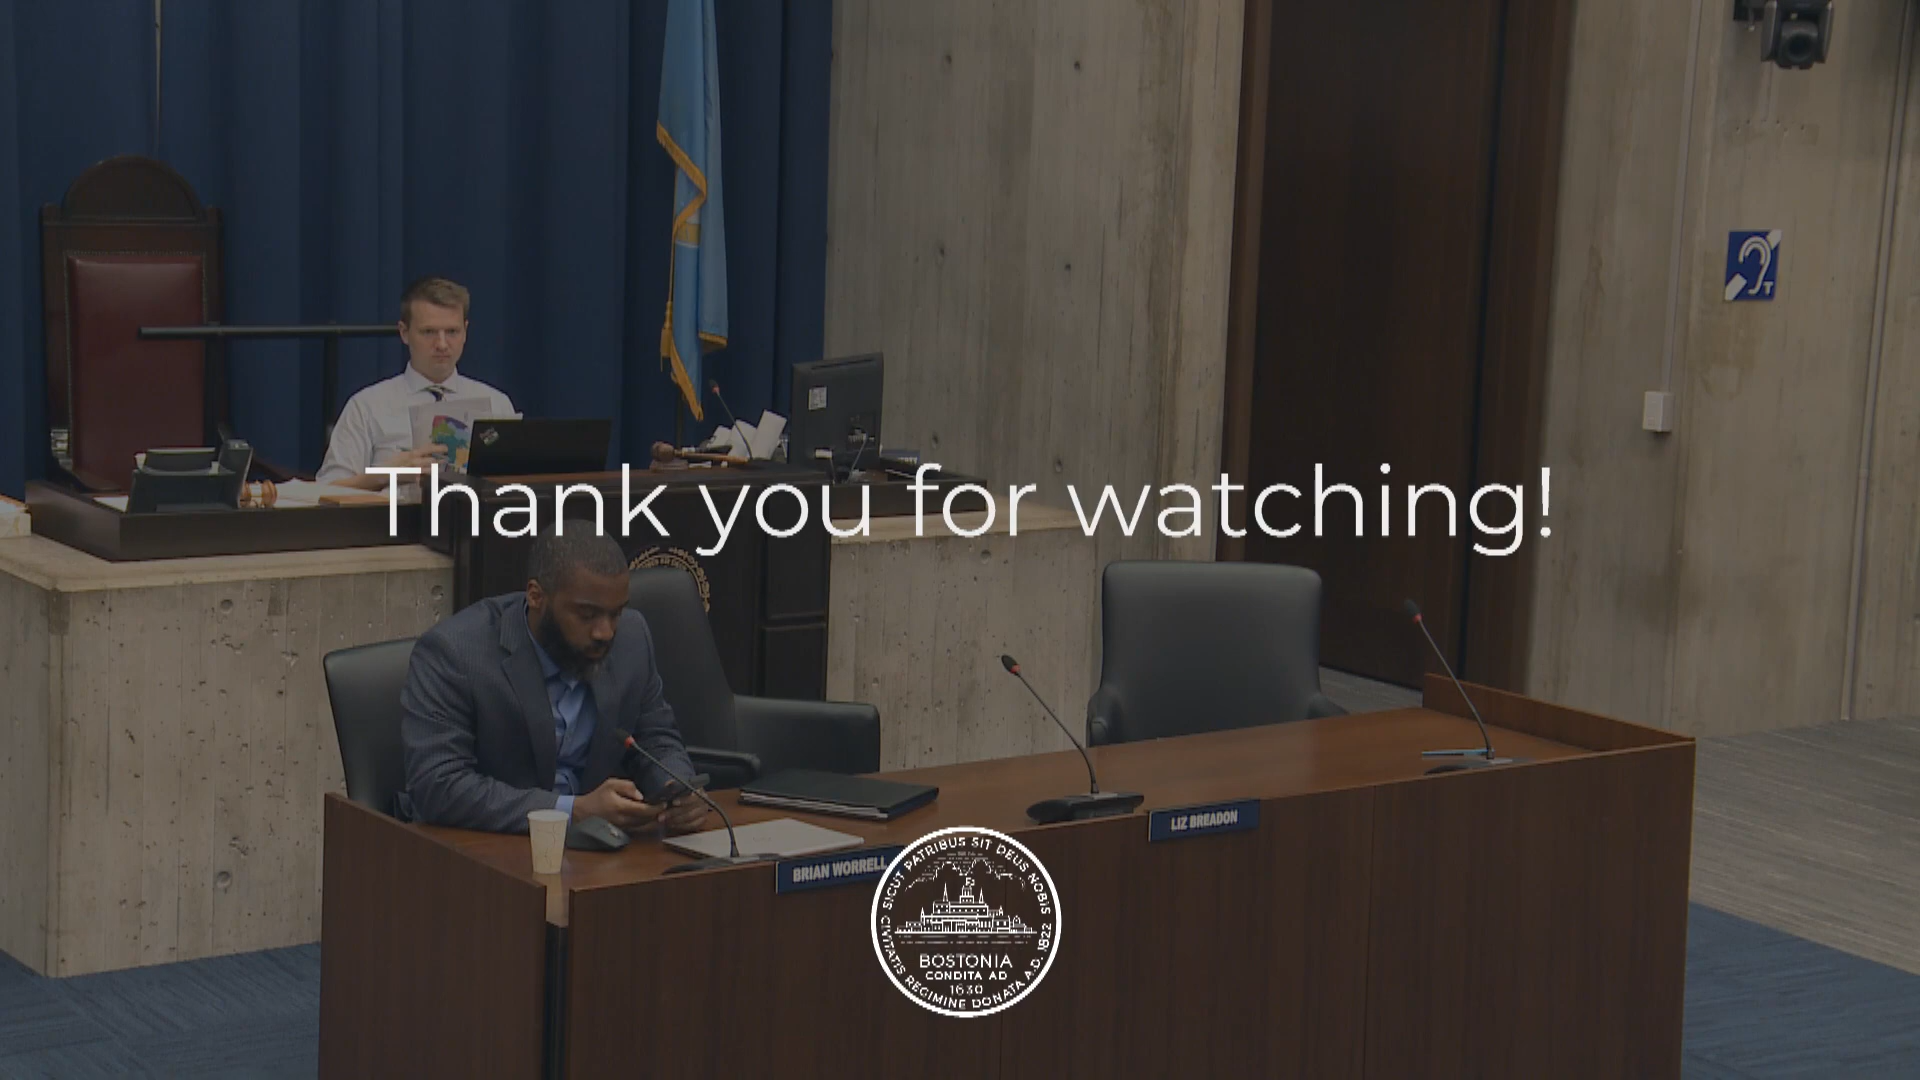 Thank you for watching!
BRIAN WORRELL
LIZ BREADON
SICUT PATRIBUS SIT DEUS NOBIS
CIVITATIS REGIMINE DONATA A.D. 1822
BOSTONIA
CONDITA AD
1630
T